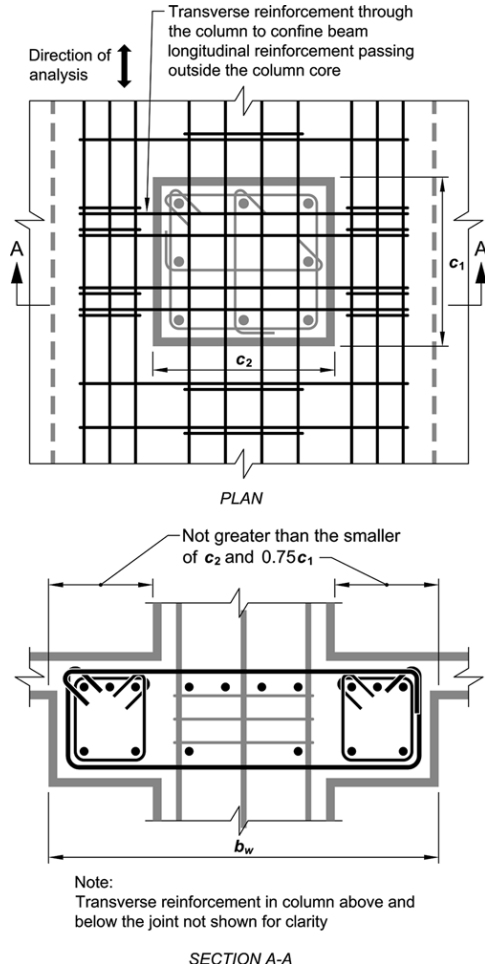 Transverse reinforcement through
the column to confine beam
longitudinal reinforcement passing
outside the column core
Direction of
analysis
A
A
c1
c2
PLAN
Not greater than the smaller
of c2 and 0.75c1
bw
Note:
Transverse reinforcement in column above and
below the joint not shown for clarity
SECTION A-A